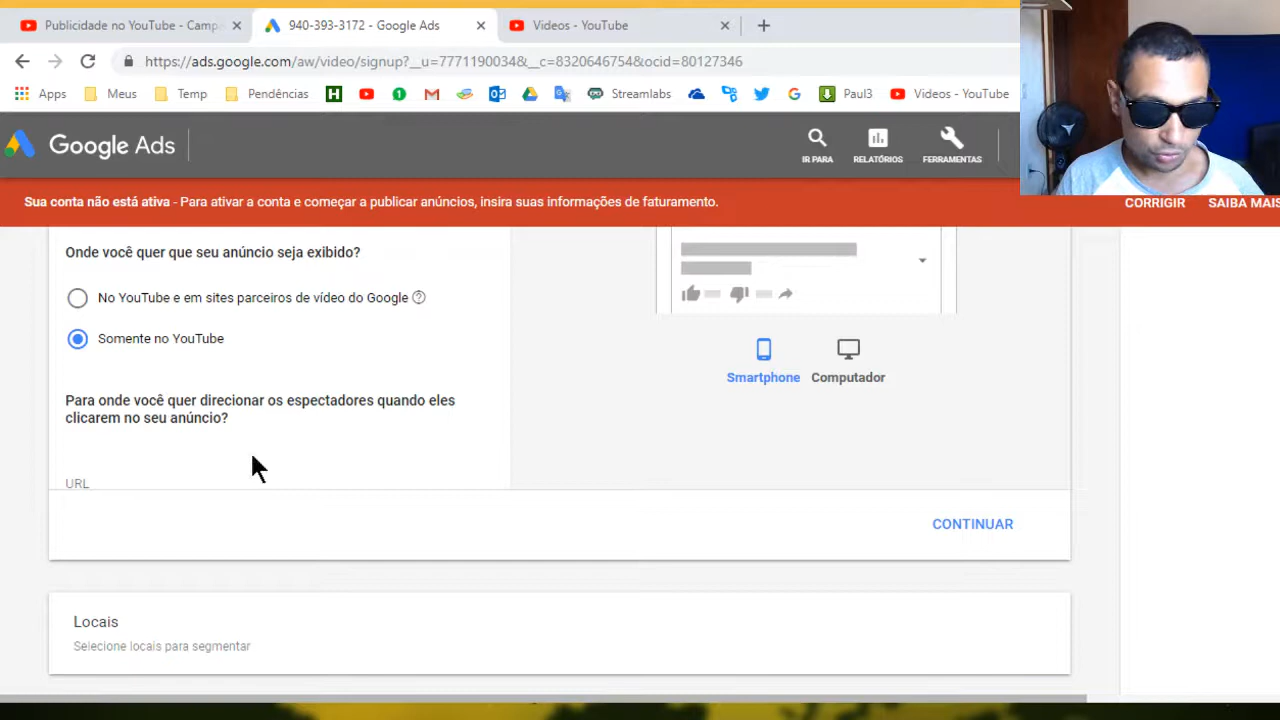 Publicidade no YouTube - Camp
940-393-3172 - Google Ads
Videos - YouTube
https://ads.google.com/aw/video/signup?__u=7771190034&__c=8320646754&ocid=80127346
Apps
Meus
Temp
Pendências
Streamlabs
Paul3
Videos - YouTube
Google Ads
IR PARA
RELATÓRIOS
FERRAMENTAS
Sua conta não está ativa - Para ativar a conta e começar a publicar anúncios, insira suas informações de faturamento.
CORRIGIR
SAIBA MAIS
Onde você quer que seu anúncio seja exibido?
No YouTube e em sites parceiros de vídeo do Google
Somente no YouTube
Smartphone
Computador
Para onde você quer direcionar os espectadores quando eles
clicarem no seu anúncio?
URL
CONTINUAR
Locais
Selecione locais para segmentar